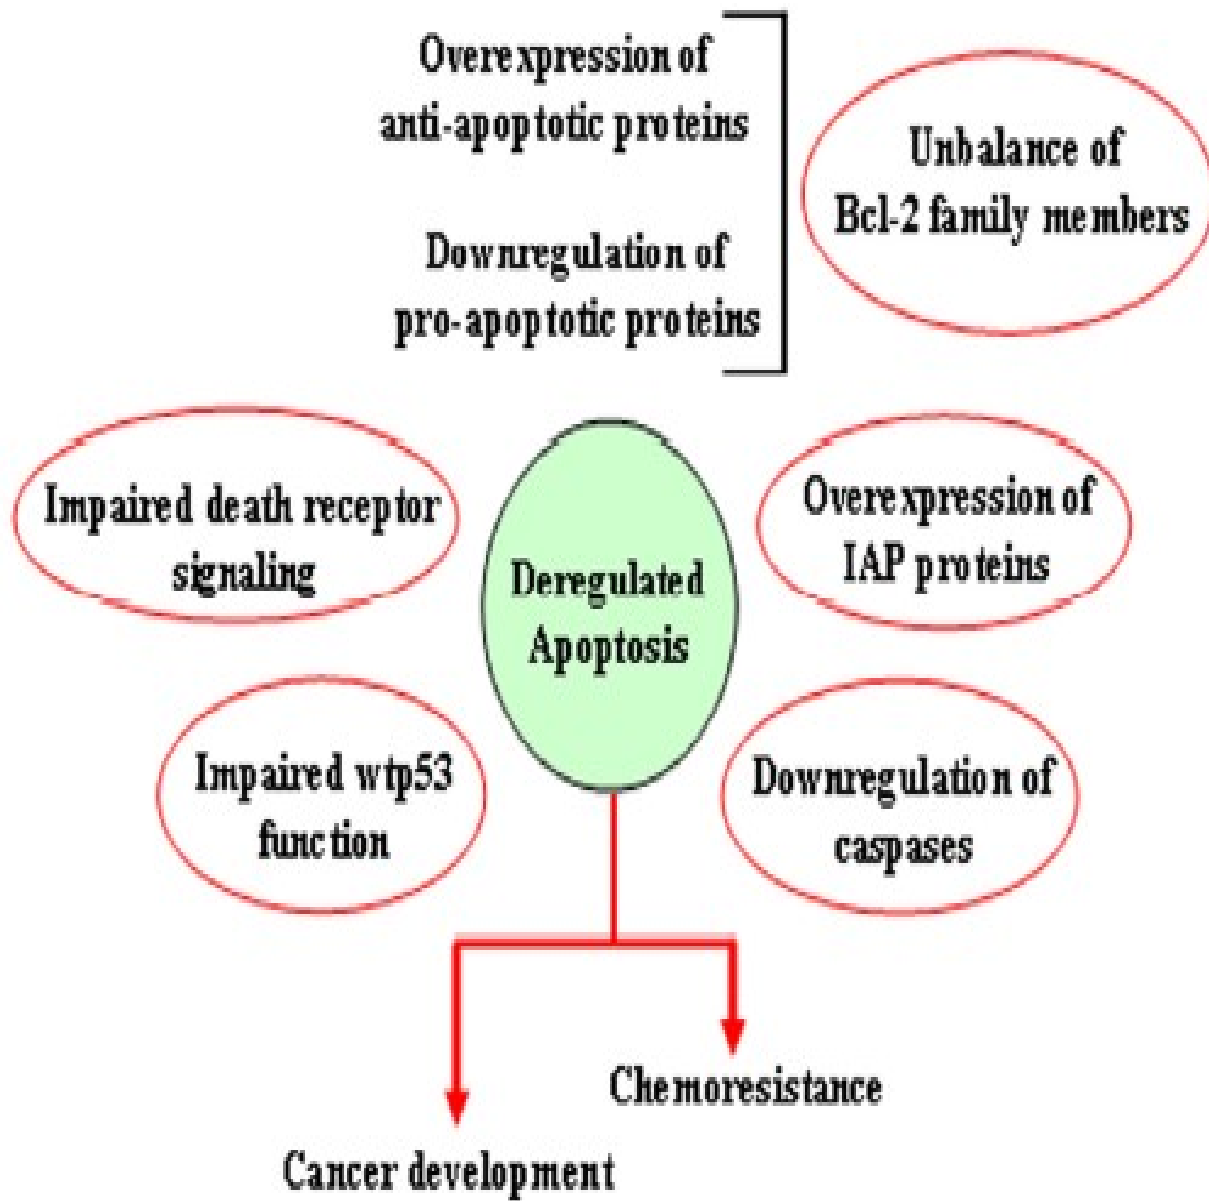 Overexpression of
anti-apoptotic proteins
Downregulation of
pro-apoptotic proteins
Unbalance of
Bcl-2 family members
Impaired death receptor
signaling
Deregulated
Apoptosis
Overexpression of
IAP proteins
Impaired wtp53
function
Downregulation of
caspases
Chemoresistance
Cancer development